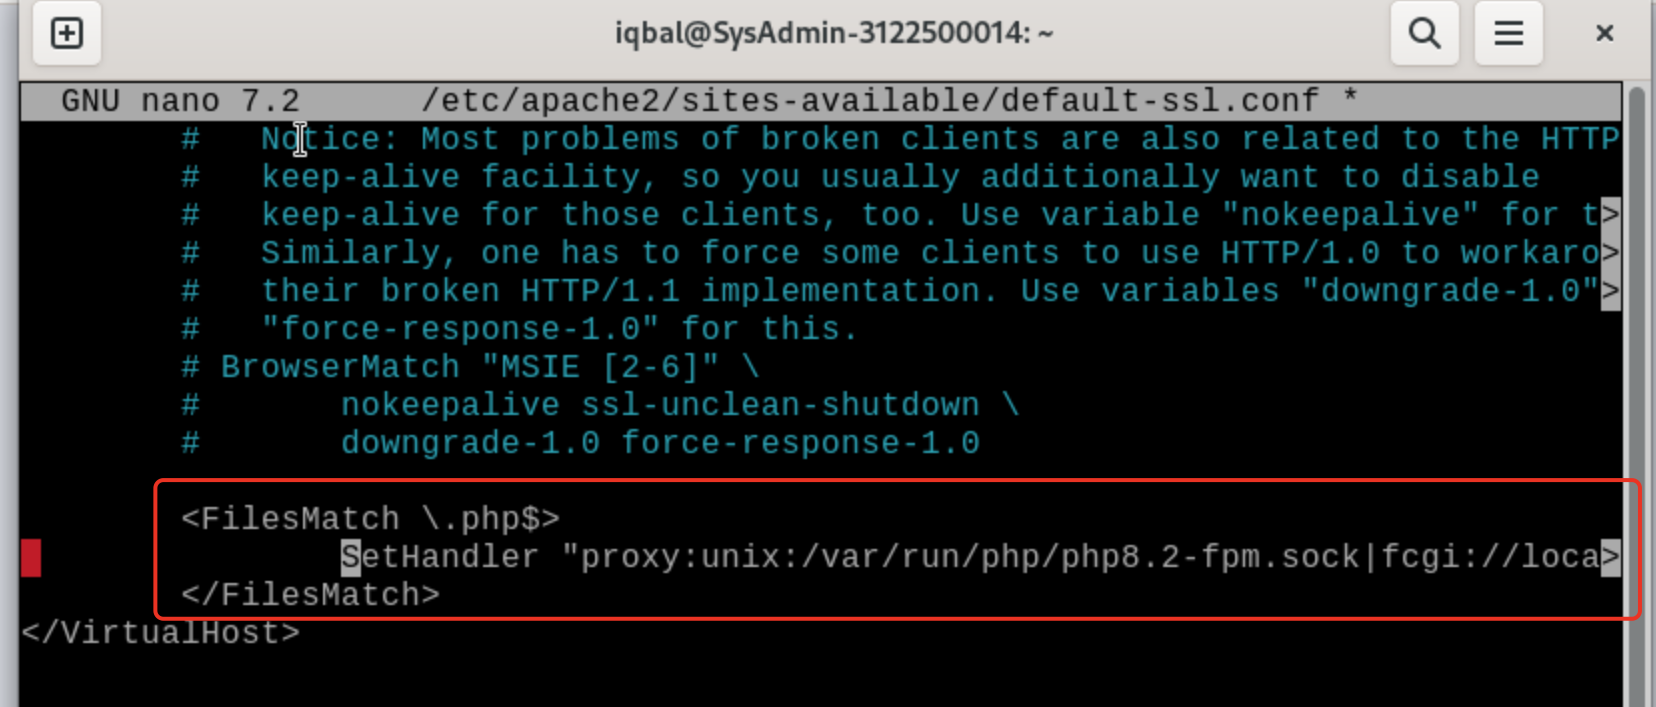 iqbal@SysAdmin-3122500014: ~
GNU nano 7.2 /etc/apache2/sites-available/default-ssl.conf *
# Notice: Most problems of broken clients are also related to the HTTP
# keep-alive facility, so you usually additionally want to disable
# keep-alive for those clients, too. Use variable "nokeepalive" for t>
# Similarly, one has to force some clients to use HTTP/1.0 to workaro>
# their broken HTTP/1.1 implementation. Use variables "downgrade-1.0">
# "force-response-1.0" for this.
# BrowserMatch "MSIE [2-6]" \
# nokeepalive ssl-unclean-shutdown \
# downgrade-1.0 force-response-1.0
<FilesMatch \.php$>
SetHandler "proxy:unix:/var/run/php/php8.2-fpm.sock|fcgi://loca>
</FilesMatch>
</VirtualHost>